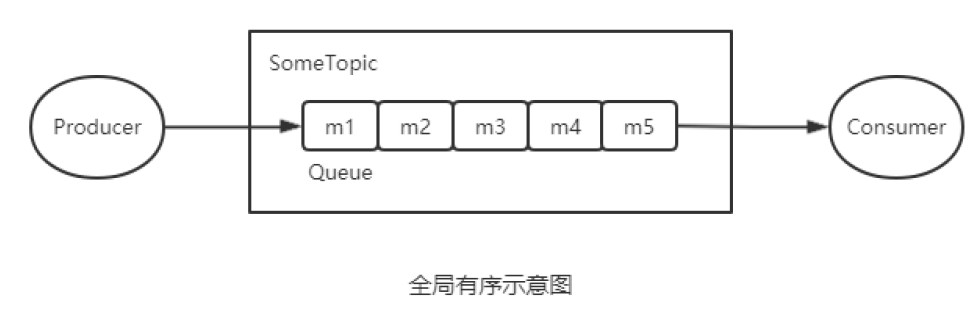 SomeTopic
Producer
m1 m2 m3 m4 m5
Consumer
Queue
全局有序示意图